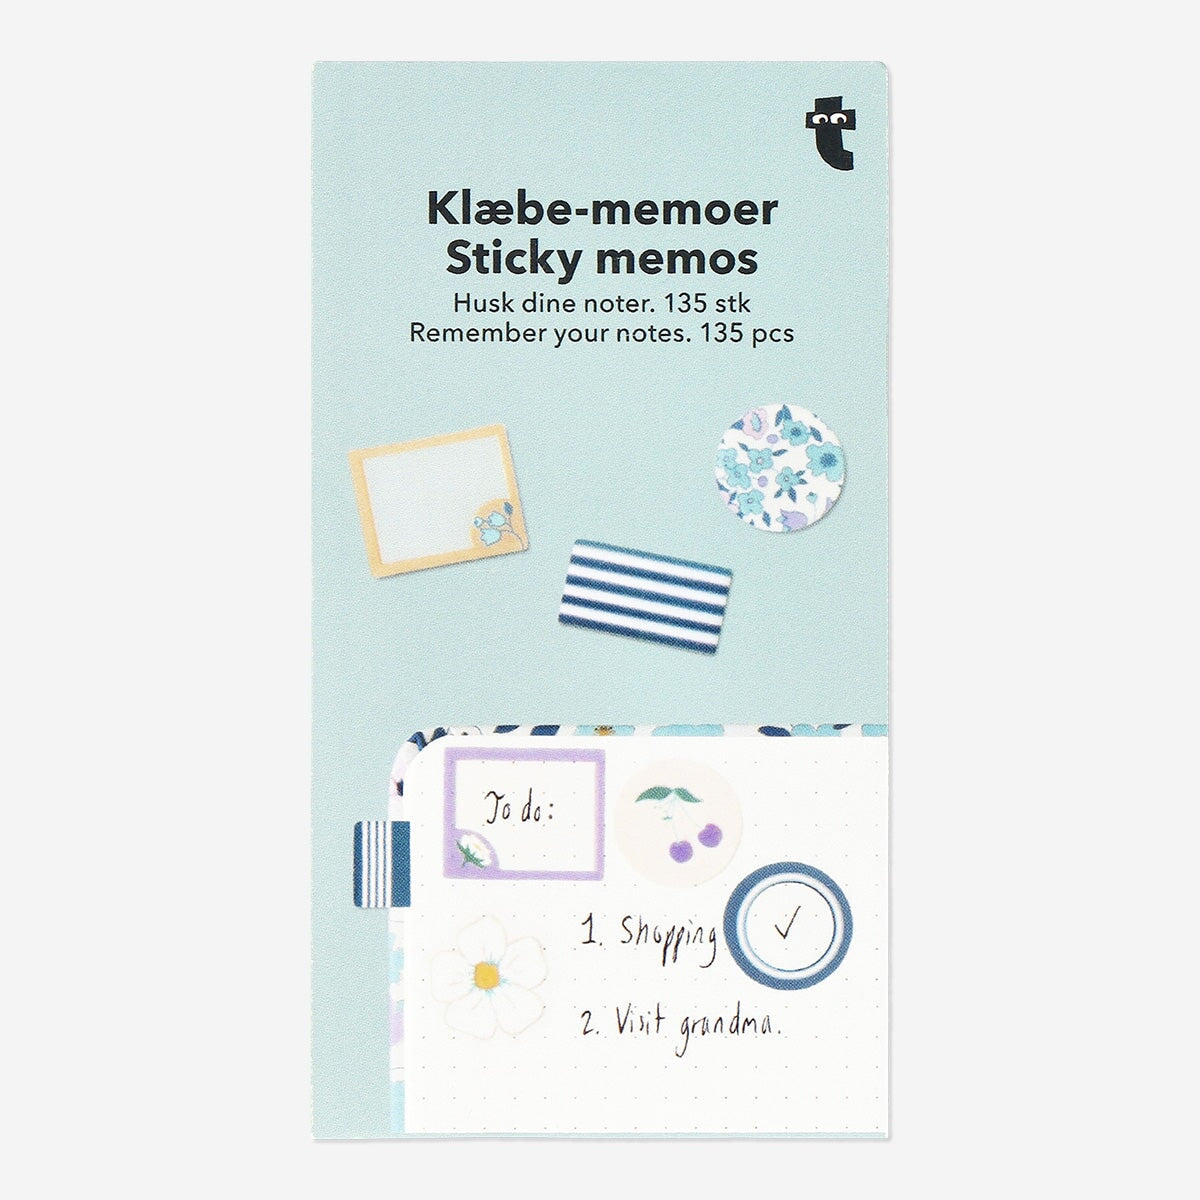 t
Klæbe-memoer
Sticky memos
Husk dine noter. 135 stk
Remember your notes. 135 pcs
To do:
1. Shopping
2. Visit grandma.